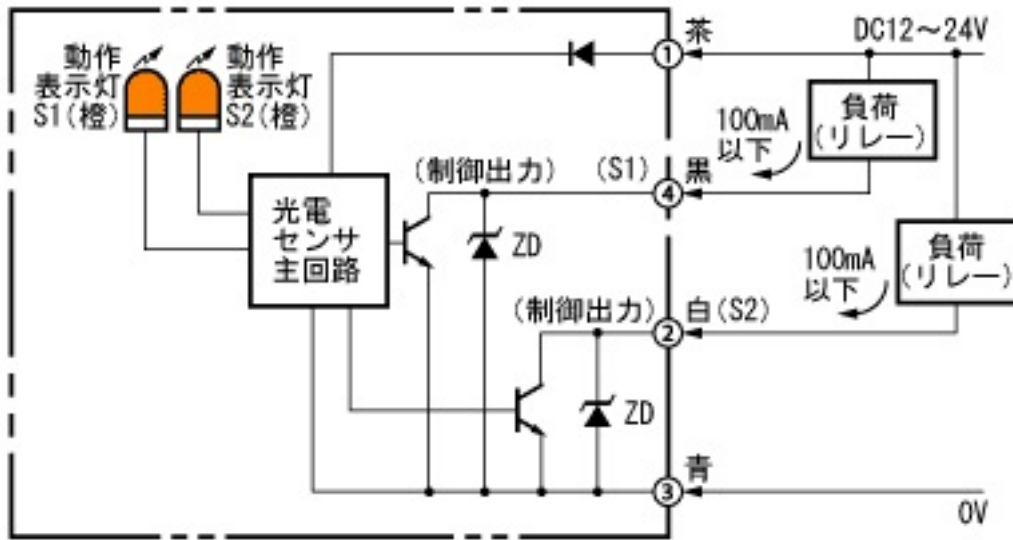 動作
表示灯
S1(橙)
動作
表示灯
S2(橙)
茶
①
DC12～24V
負荷
(リレー)
100mA
以下
(制御出力)
(S1)
④
黒
光電
センサ
主回路
ZD
負荷
(リレー)
100mA
以下
(制御出力)
②
白(S2)
ZD
青
③
0V